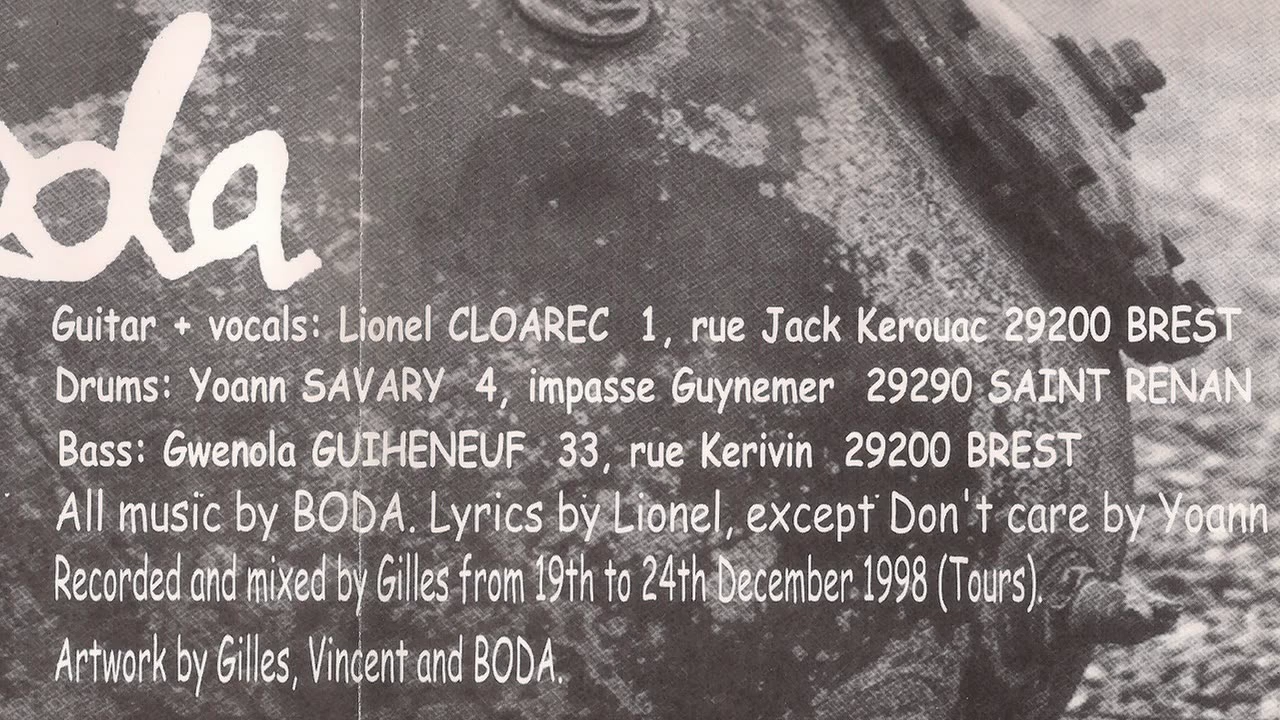 oda
Guitar + vocals: Lionel CLOAREC 1, rue Jack Kerouac 29200 BREST
Drums: Yoann SAVARY 4, impasse Guynemer 29290 SAINT RENAN
Bass: Gwenola GUIHENEUF 33, rue Kerivin 29200 BREST
All music by BODA. Lyrics by Lionel, except Don't care by Yoann
Recorded and mixed by Gilles from 19th to 24th December 1998 (Tours).
Artwork by Gilles, Vincent and BODA.